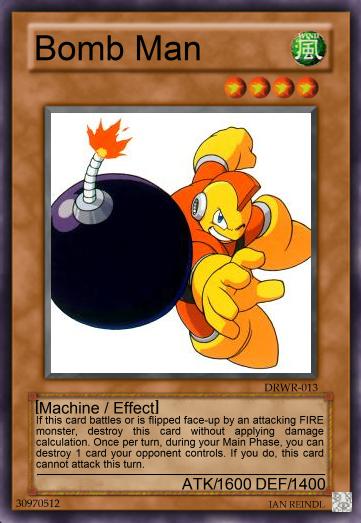 Bomb Man
風
WIND
DRWR-013
[Machine / Effect]
If this card battles or is flipped face-up by an attacking FIRE
monster, destroy this card without applying damage
calculation. Once per turn, during your Main Phase, you can
destroy 1 card your opponent controls. If you do, this card
cannot attack this turn.
ATK/1600 DEF/1400
30970512
IAN REINDL